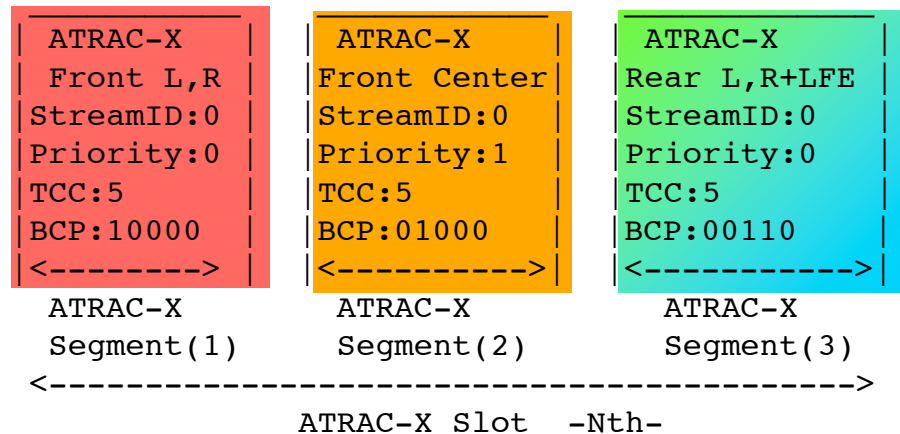 ATRAC-X ATRAC-X ATRAC-X
Front L,R Front Center Rear L,R+LFE
StreamID:0 StreamID:0 StreamID:0
Priority:0 Priority:1 Priority:0
TCC:5 TCC:5 TCC:5
BCP:10000 BCP:01000 BCP:00110
<--------> <----------> <----------->
ATRAC-X ATRAC-X ATRAC-X
Segment(1) Segment(2) Segment(3)
<------------------------------------------>
ATRAC-X Slot -Nth-